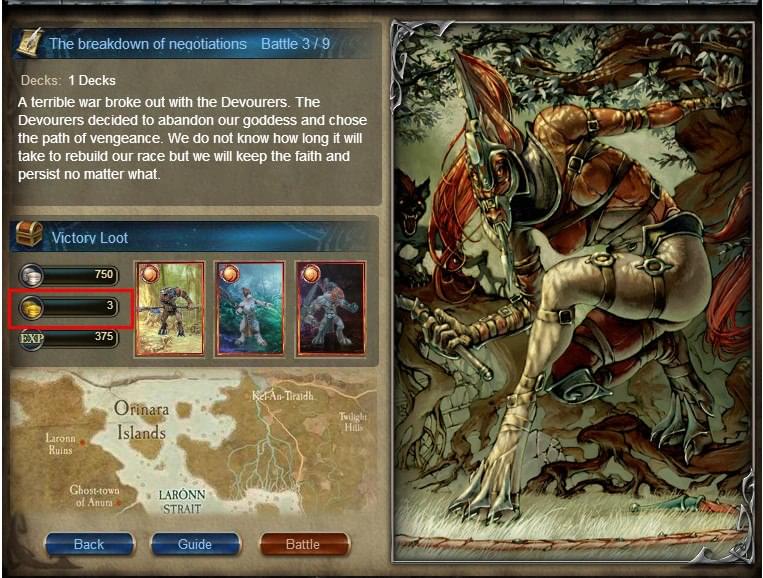 The breakdown of negotiations Battle 3 / 9
Decks: 1 Decks
A terrible war broke out with the Devourers. The
Devourers decided to abandon our goddess and chose
the path of vengeance. We do not know how long it will
take to rebuild our race but we will keep the faith and
persist no matter what.
Victory Loot
750
3
EXP 375
Orinara
Islands
Kel-An-Tiraidh
Twilight
Hills
Laronn
Ruins
Ghost-town
of Anura
LARÖNN
STRAIT
Back Guide Battle